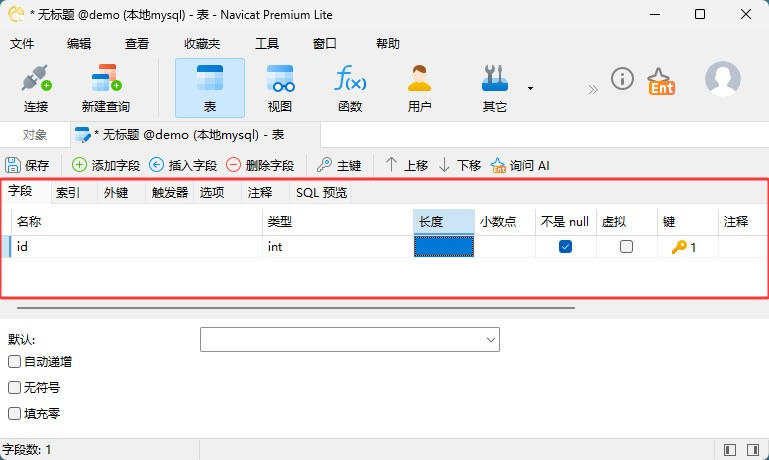 * 无标题 @demo (本地mysql) - 表 - Navicat Premium Lite
文件 编辑 查看 收藏夹 工具 窗口 帮助
连接 新建查询 表 视图 f(x) 函数 用户 其它 Ent
对象 * 无标题 @demo (本地mysql) - 表
保存 添加字段 插入字段 删除字段 主键 上移 下移 Ent 询问 AI
字段 索引 外键 触发器 选项 注释 SQL 预览
名称 类型 长度 小数点 不是 null 虚拟 键 注释
id int 1
默认:
自动递增
无符号
填充零
字段数: 1